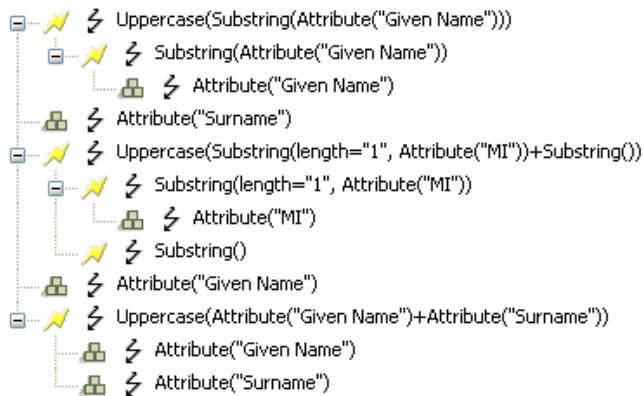 Uppercase(Substring(Attribute("Given Name")))
Substring(Attribute("Given Name"))
Attribute("Given Name")
Attribute("Surname")
Uppercase(Substring(length="1", Attribute("MI"))+Substring())
Substring(length="1", Attribute("MI"))
Attribute("MI")
Substring()
Attribute("Given Name")
Uppercase(Attribute("Given Name")+Attribute("Surname"))
Attribute("Given Name")
Attribute("Surname")